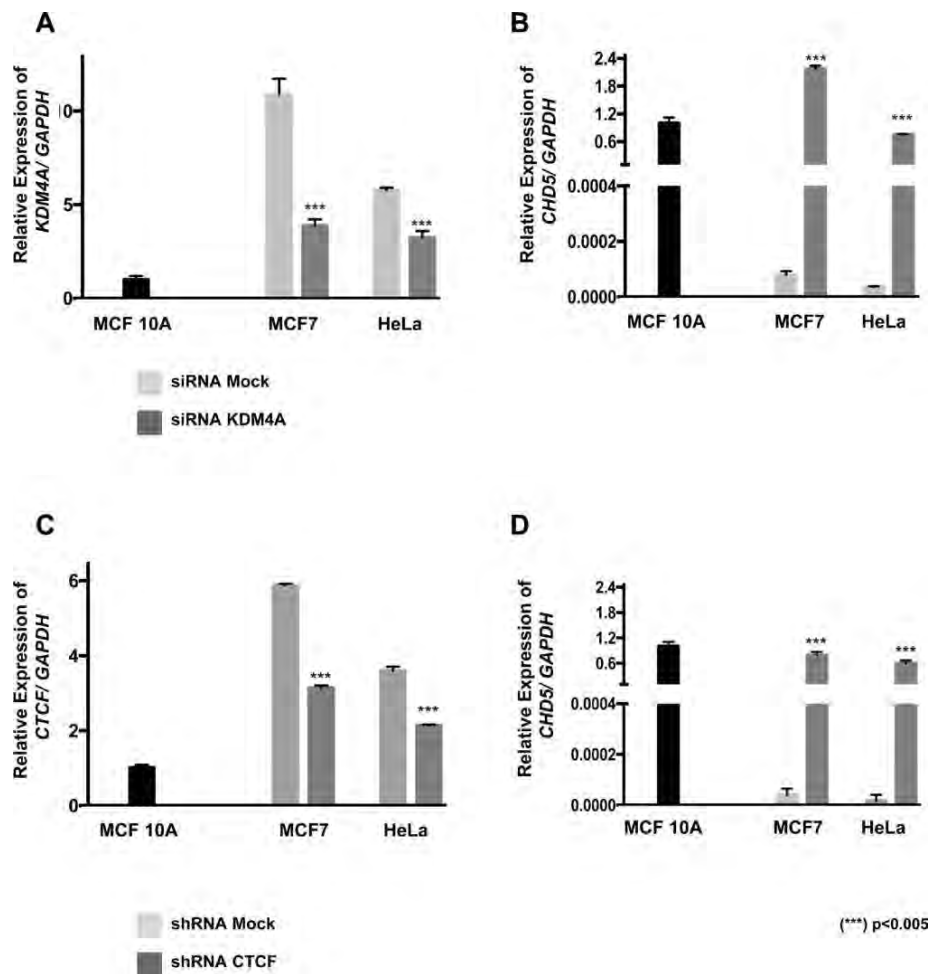 A
Relative Expression of
KDM4A/ GAPDH
0
5
0
MCF 10A
MCF7
HeLa
***
***
siRNA Mock
siRNA KDM4A
B
Relative Expression of
CHD5/ GAPDH
2.4
1.8
1.2
0.6
0.0004
0.0002
0.0000
MCF 10A
MCF7
HeLa
***
***
C
Relative Expression of
CTCF/ GAPDH
6
4
2
0
MCF 10A
MCF7
HeLa
***
***
shRNA Mock
shRNA CTCF
D
Relative Expression of
CHD5/ GAPDH
2.4
1.8
1.2
0.6
0.0004
0.0002
0.0000
MCF 10A
MCF7
HeLa
***
***
(***) p<0.005